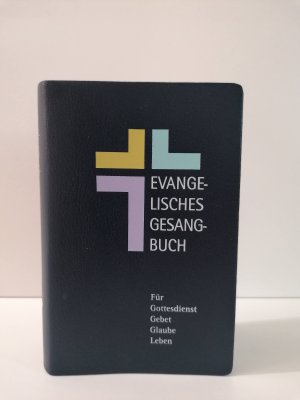 EVANGE-
LISCHES
GESANG-
BUCH
Für
Gottesdienst
Gebet
Glaube
Leben